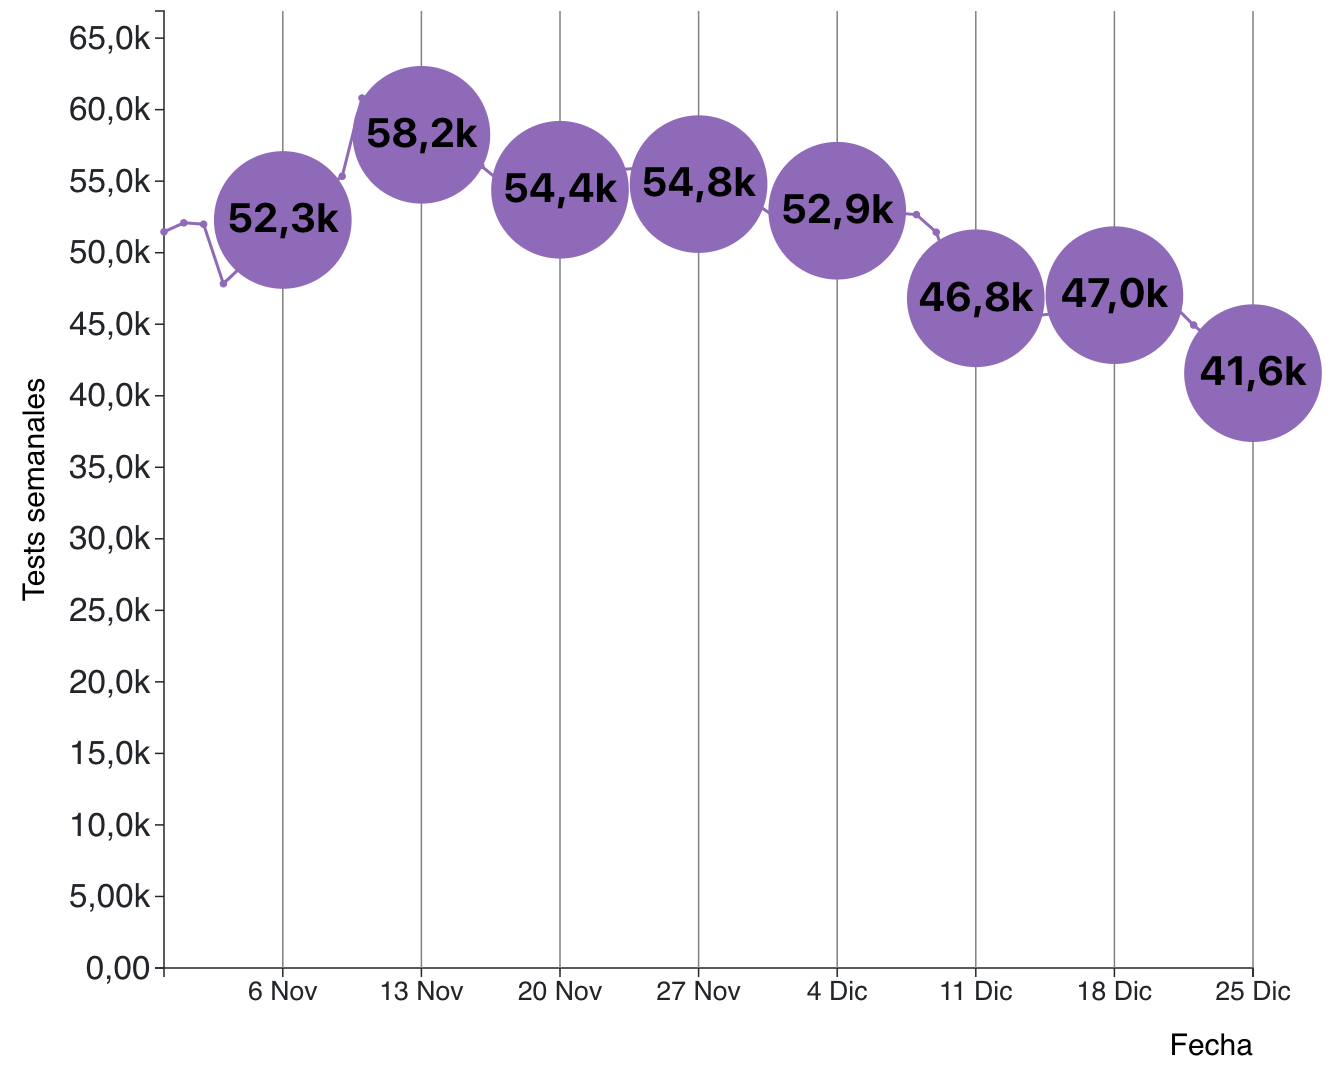 65,0k
60,0k
55,0k
50,0k
45,0k
40,0k
35,0k
30,0k
25,0k
20,0k
15,0k
10,0k
5,00k
0,00
Tests semanales
52,3k
58,2k
54,4k
54,8k
52,9k
46,8k
47,0k
41,6k
6 Nov
13 Nov
20 Nov
27 Nov
4 Dic
11 Dic
18 Dic
25 Dic
Fecha